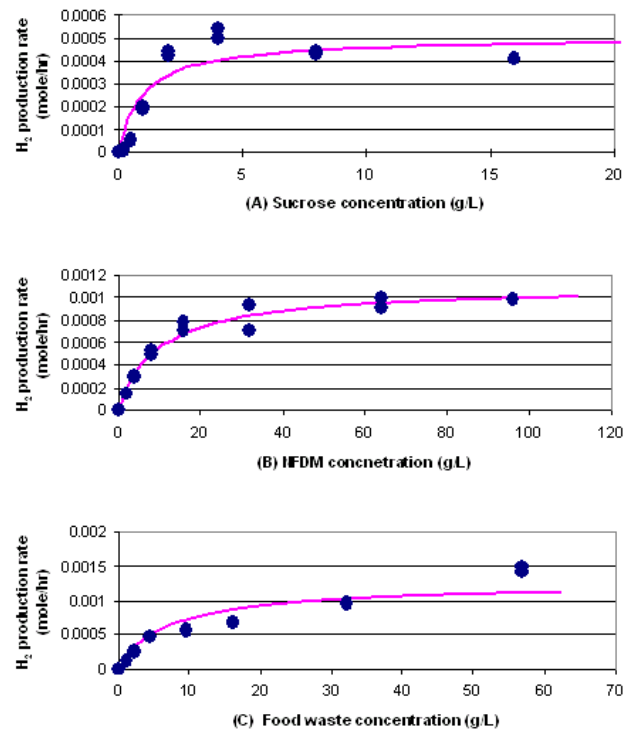 0.0006
0.0005
0.0004
0.0003
0.0002
0.0001
0
H2 production rate
(mole/hr)
0 5 10 15 20
(A) Sucrose concentration (g/L)
0.0012
0.001
0.0008
0.0006
0.0004
0.0002
0
H2 production rate
(mole/hr)
0 20 40 60 80 100 120
(B) NFDM concnetration (g/L)
0.002
0.0015
0.001
0.0005
0
H2 production rate
(mole/hr)
0 10 20 30 40 50 60 70
(C) Food waste concentration (g/L)